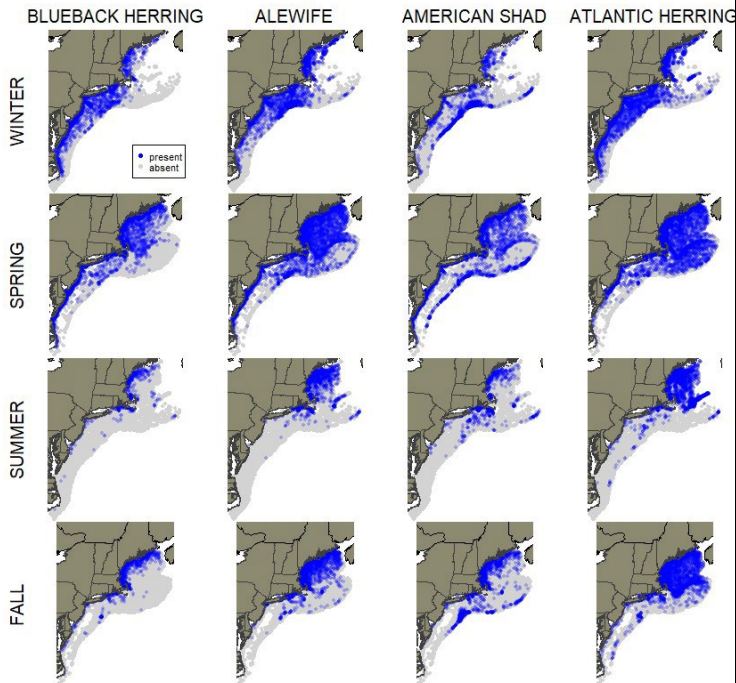 BLUEBACK HERRING ALEWIFE AMERICAN SHAD ATLANTIC HERRING
WINTER
present
absent
SPRING
SUMMER
FALL